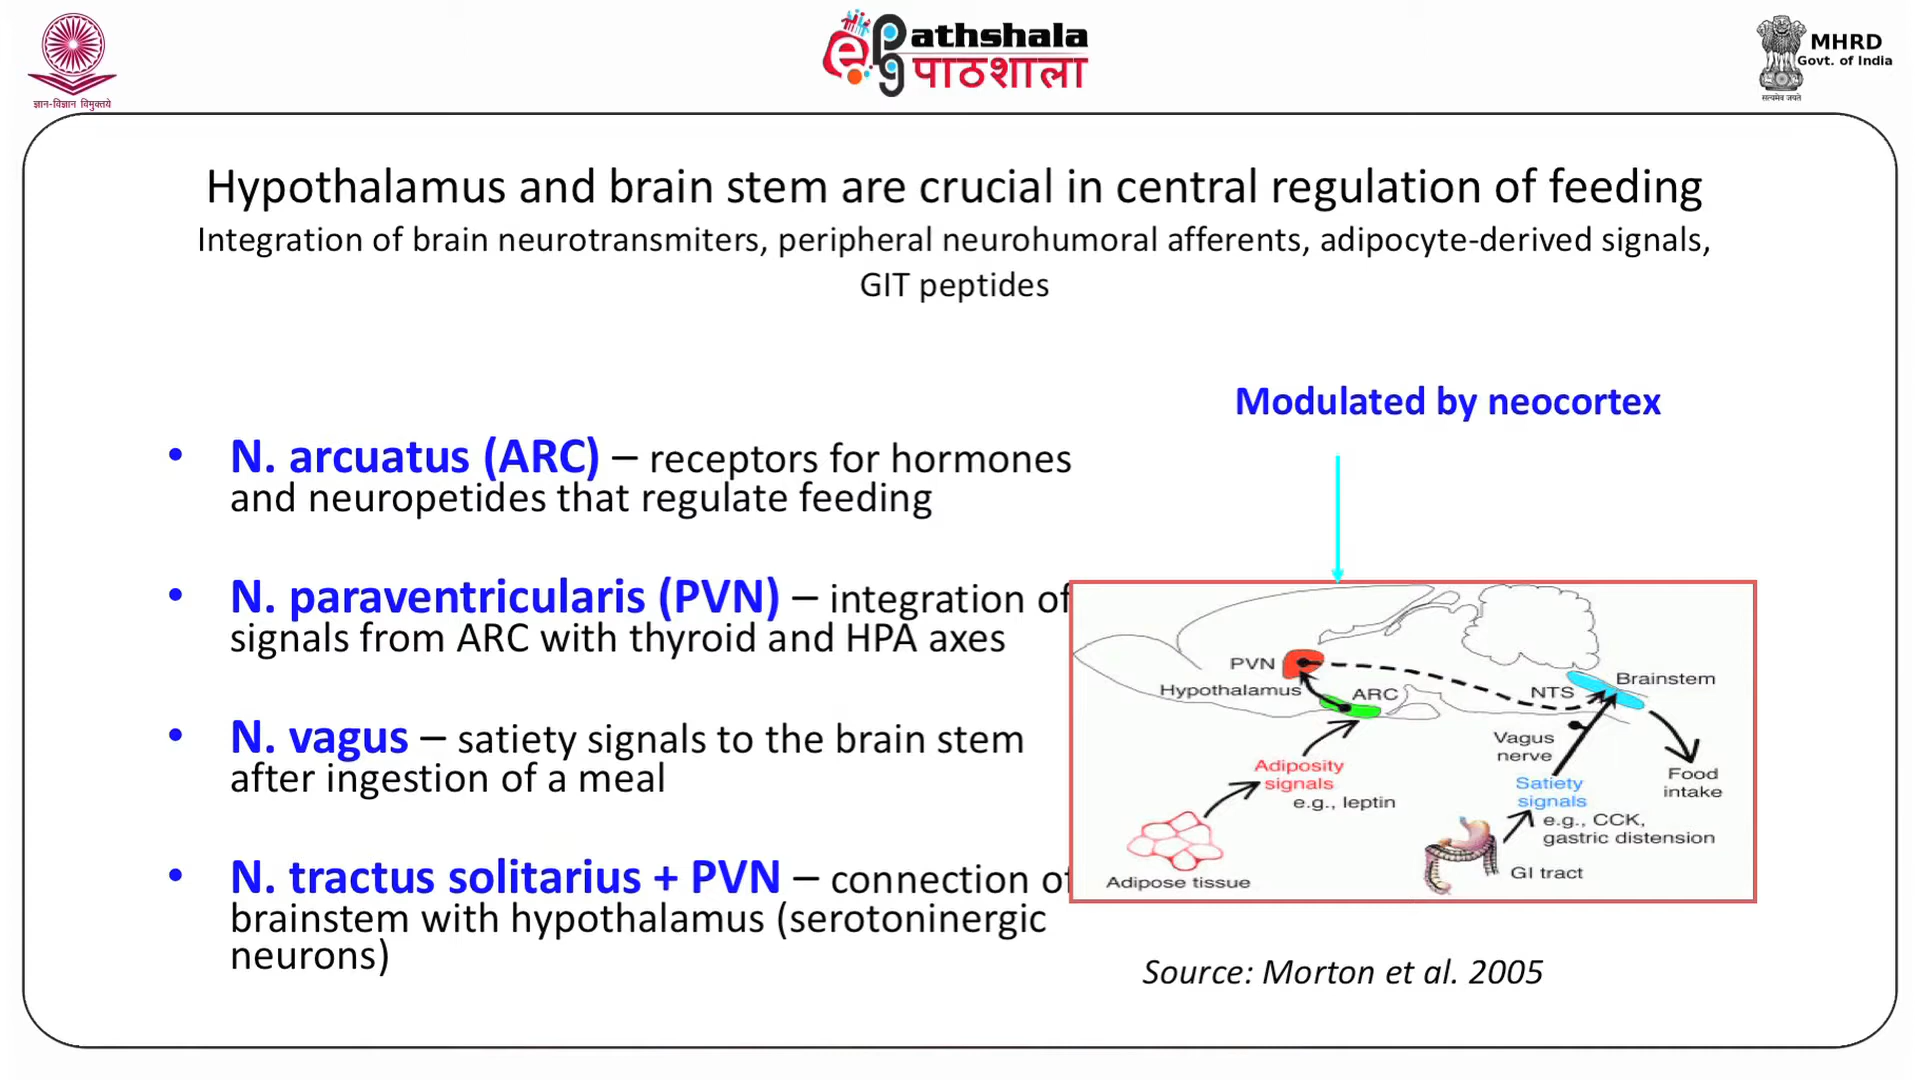 ज्ञान-विज्ञान विमुक्तये
ePGathshala
पाठशाला
MHRD
Govt. of India
सत्यमेव जयते
Hypothalamus and brain stem are crucial in central regulation of feeding
Integration of brain neurotransmiters, peripheral neurohumoral afferents, adipocyte-derived signals,
GIT peptides
Modulated by neocortex
• N. arcuatus (ARC) – receptors for hormones
and neuropetides that regulate feeding
• N. paraventricularis (PVN) – integration of
signals from ARC with thyroid and HPA axes
• N. vagus – satiety signals to the brain stem
after ingestion of a meal
• N. tractus solitarius + PVN – connection of
brainstem with hypothalamus (serotoninergic
neurons)
PVN
Hypothalamus
ARC
NTS
Brainstem
Vagus
nerve
Adiposity
signals
e.g., leptin
Satiety
signals
e.g., CCK,
gastric distension
Food
intake
GI tract
Adipose tissue
Source: Morton et al. 2005